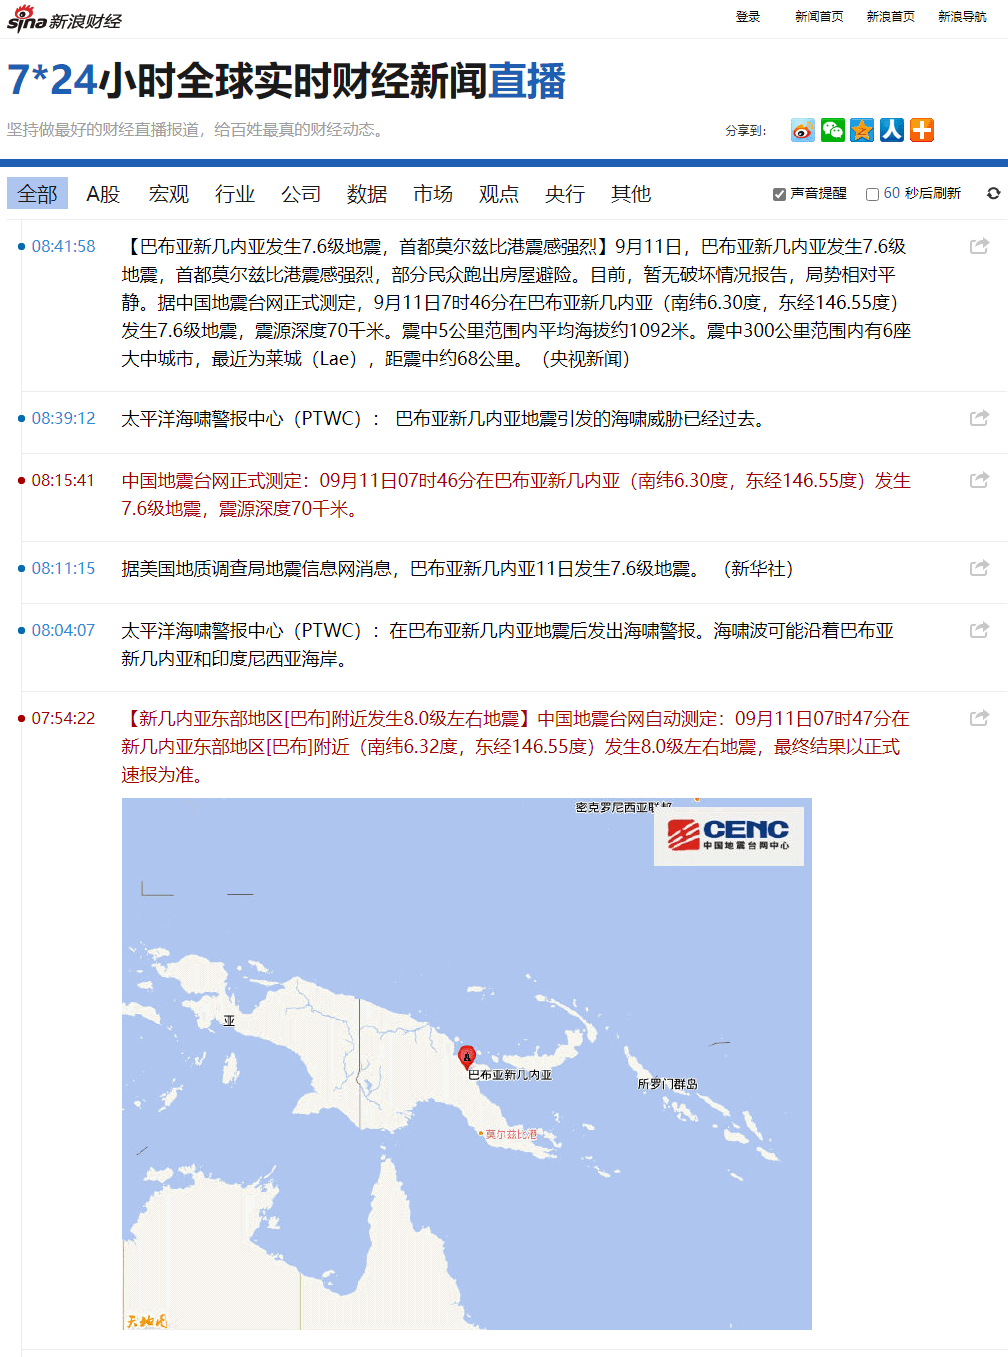 sina新浪财经
登录 新闻首页 新浪首页 新浪导航
7*24小时全球实时财经新闻直播
坚持做最好的财经直播报道，给百姓最真的财经动态。
分享到：
全部 A股 宏观 行业 公司 数据 市场 观点 央行 其他
声音提醒 60 秒后刷新
08:41:58
【巴布亚新几内亚发生7.6级地震，首都莫尔兹比港震感强烈】9月11日，巴布亚新几内亚发生7.6级
地震，首都莫尔兹比港震感强烈，部分民众跑出房屋避险。目前，暂无破坏情况报告，局势相对平
静。据中国地震台网正式测定，9月11日7时46分在巴布亚新几内亚（南纬6.30度，东经146.55度）
发生7.6级地震，震源深度70千米。震中5公里范围内平均海拔约1092米。震中300公里范围内有6座
大中城市，最近为莱城（Lae），距震中约68公里。（央视新闻）
08:39:12
太平洋海啸警报中心（PTWC）： 巴布亚新几内亚地震引发的海啸威胁已经过去。
08:15:41
中国地震台网正式测定：09月11日07时46分在巴布亚新几内亚（南纬6.30度，东经146.55度）发生
7.6级地震，震源深度70千米。
08:11:15
据美国地质调查局地震信息网消息，巴布亚新几内亚11日发生7.6级地震。 （新华社）
08:04:07
太平洋海啸警报中心（PTWC）：在巴布亚新几内亚地震后发出海啸警报。海啸波可能沿着巴布亚
新几内亚和印度尼西亚海岸。
07:54:22
【新几内亚东部地区[巴布]附近发生8.0级左右地震】中国地震台网自动测定：09月11日07时47分在
新几内亚东部地区[巴布]附近（南纬6.32度，东经146.55度）发生8.0级左右地震，最终结果以正式
速报为准。
密克罗尼西亚联邦
CENC
中国地震台网中心
亚
巴布亚新几内亚
所罗门群岛
莫尔兹比港
天地图